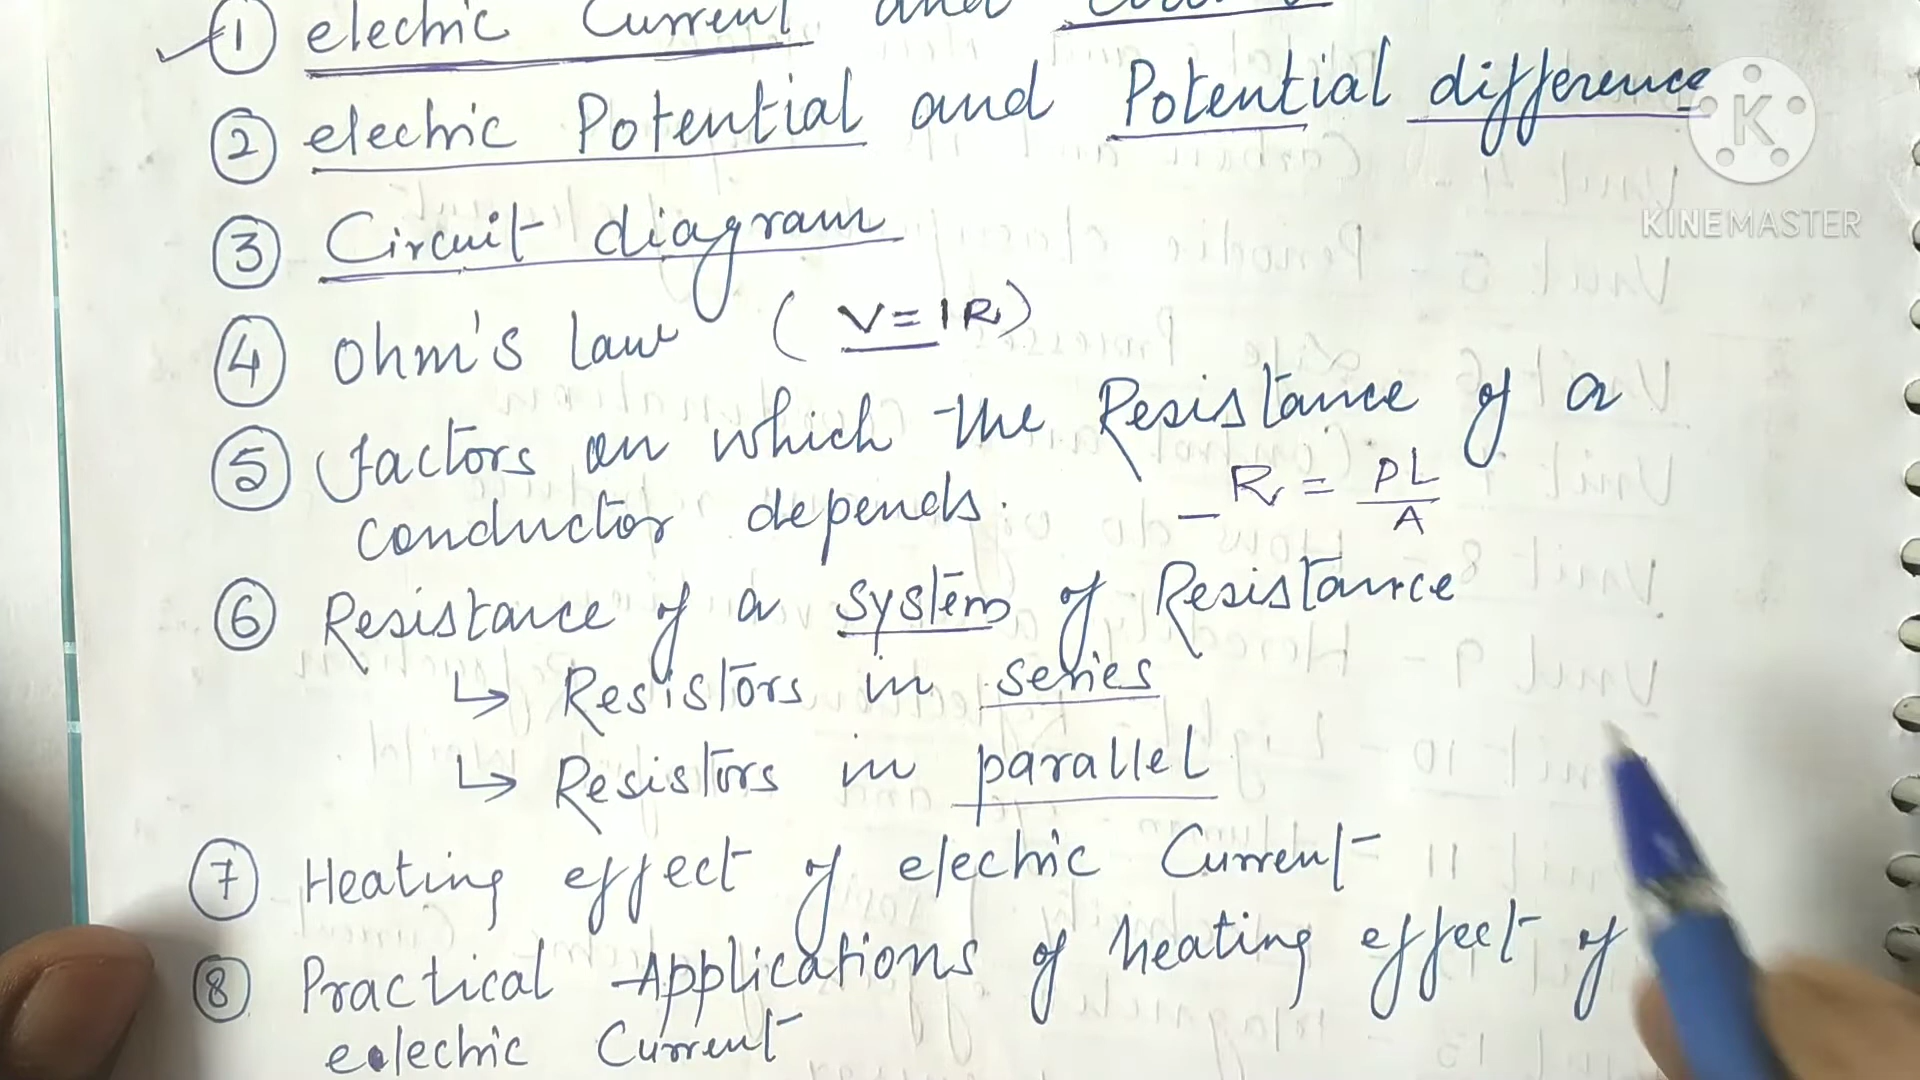 ① electric Current and
② electric Potential and Potential difference
K
KINEMASTER
③ Circuit diagram
④ Ohm's law (V=IR)
⑤ Factors on which the Resistance of a
conductor depends. – R = ρL/A
⑥ Resistance of a system of Resistance
↳ Resistors in series
↳ Resistors in parallel
⑦ Heating effect of electric Current
⑧ Practical Applications of heating effect of
electric Current